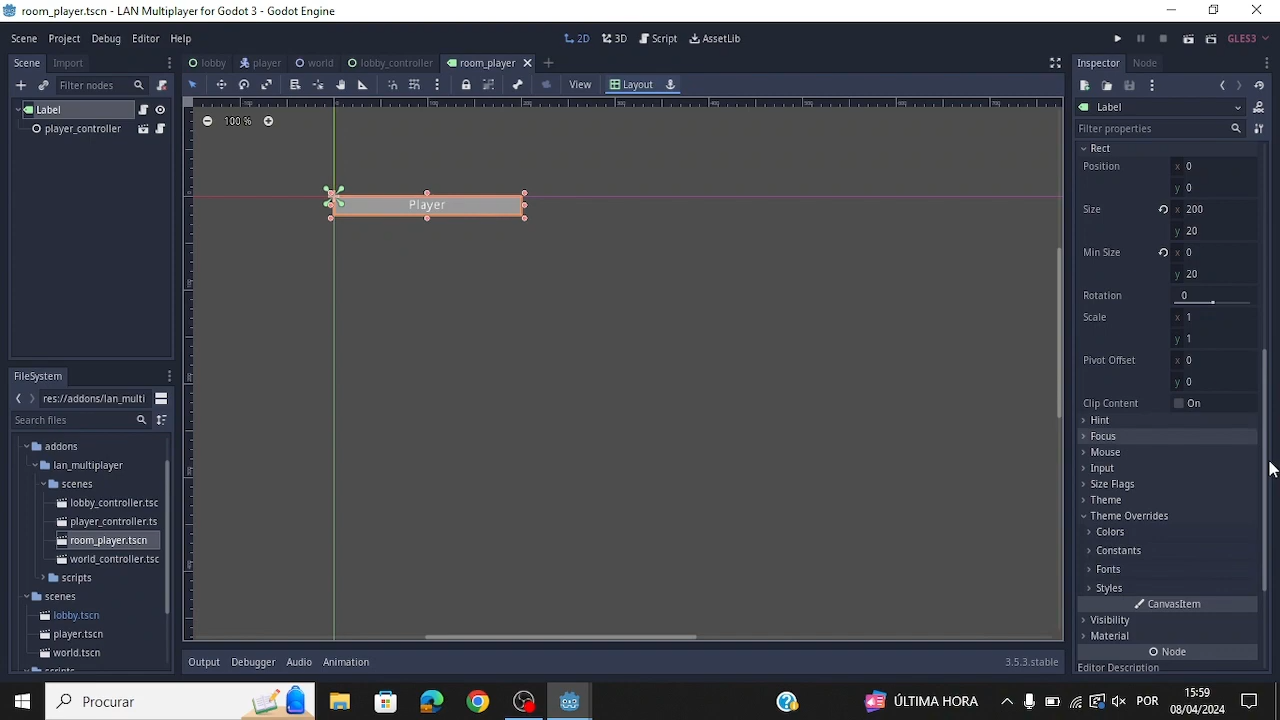 room_player.tscn - LAN Multiplayer for Godot 3 - Godot Engine
Scene Project Debug Editor Help
2D 3D Script AssetLib
GLES3
Scene Import
lobby player world lobby_controller room_player
Inspector Node
Filter nodes
View Layout
Label
player_controller
100 %
Player
Label
Filter properties
Rect
Position x 0
y 0
Size x 200
y 20
Min Size x 0
y 20
Rotation 0
Scale x 1
y 1
Pivot Offset x 0
y 0
Clip Content On
Hint
Focus
Mouse
Input
Size Flags
Theme
Theme Overrides
Colors
Constants
Fonts
Styles
CanvasItem
Visibility
Material
Node
Editor Description
FileSystem
res://addons/lan_multi
Search files
addons
lan_multiplayer
scenes
lobby_controller.tsc
player_controller.ts
room_player.tscn
world_controller.tsc
scripts
scenes
lobby.tscn
player.tscn
world.tscn
scripts
Output Debugger Audio Animation
3.5.3.stable
Procurar
ÚLTIMA HORA
POR
15:59
08/04/2024